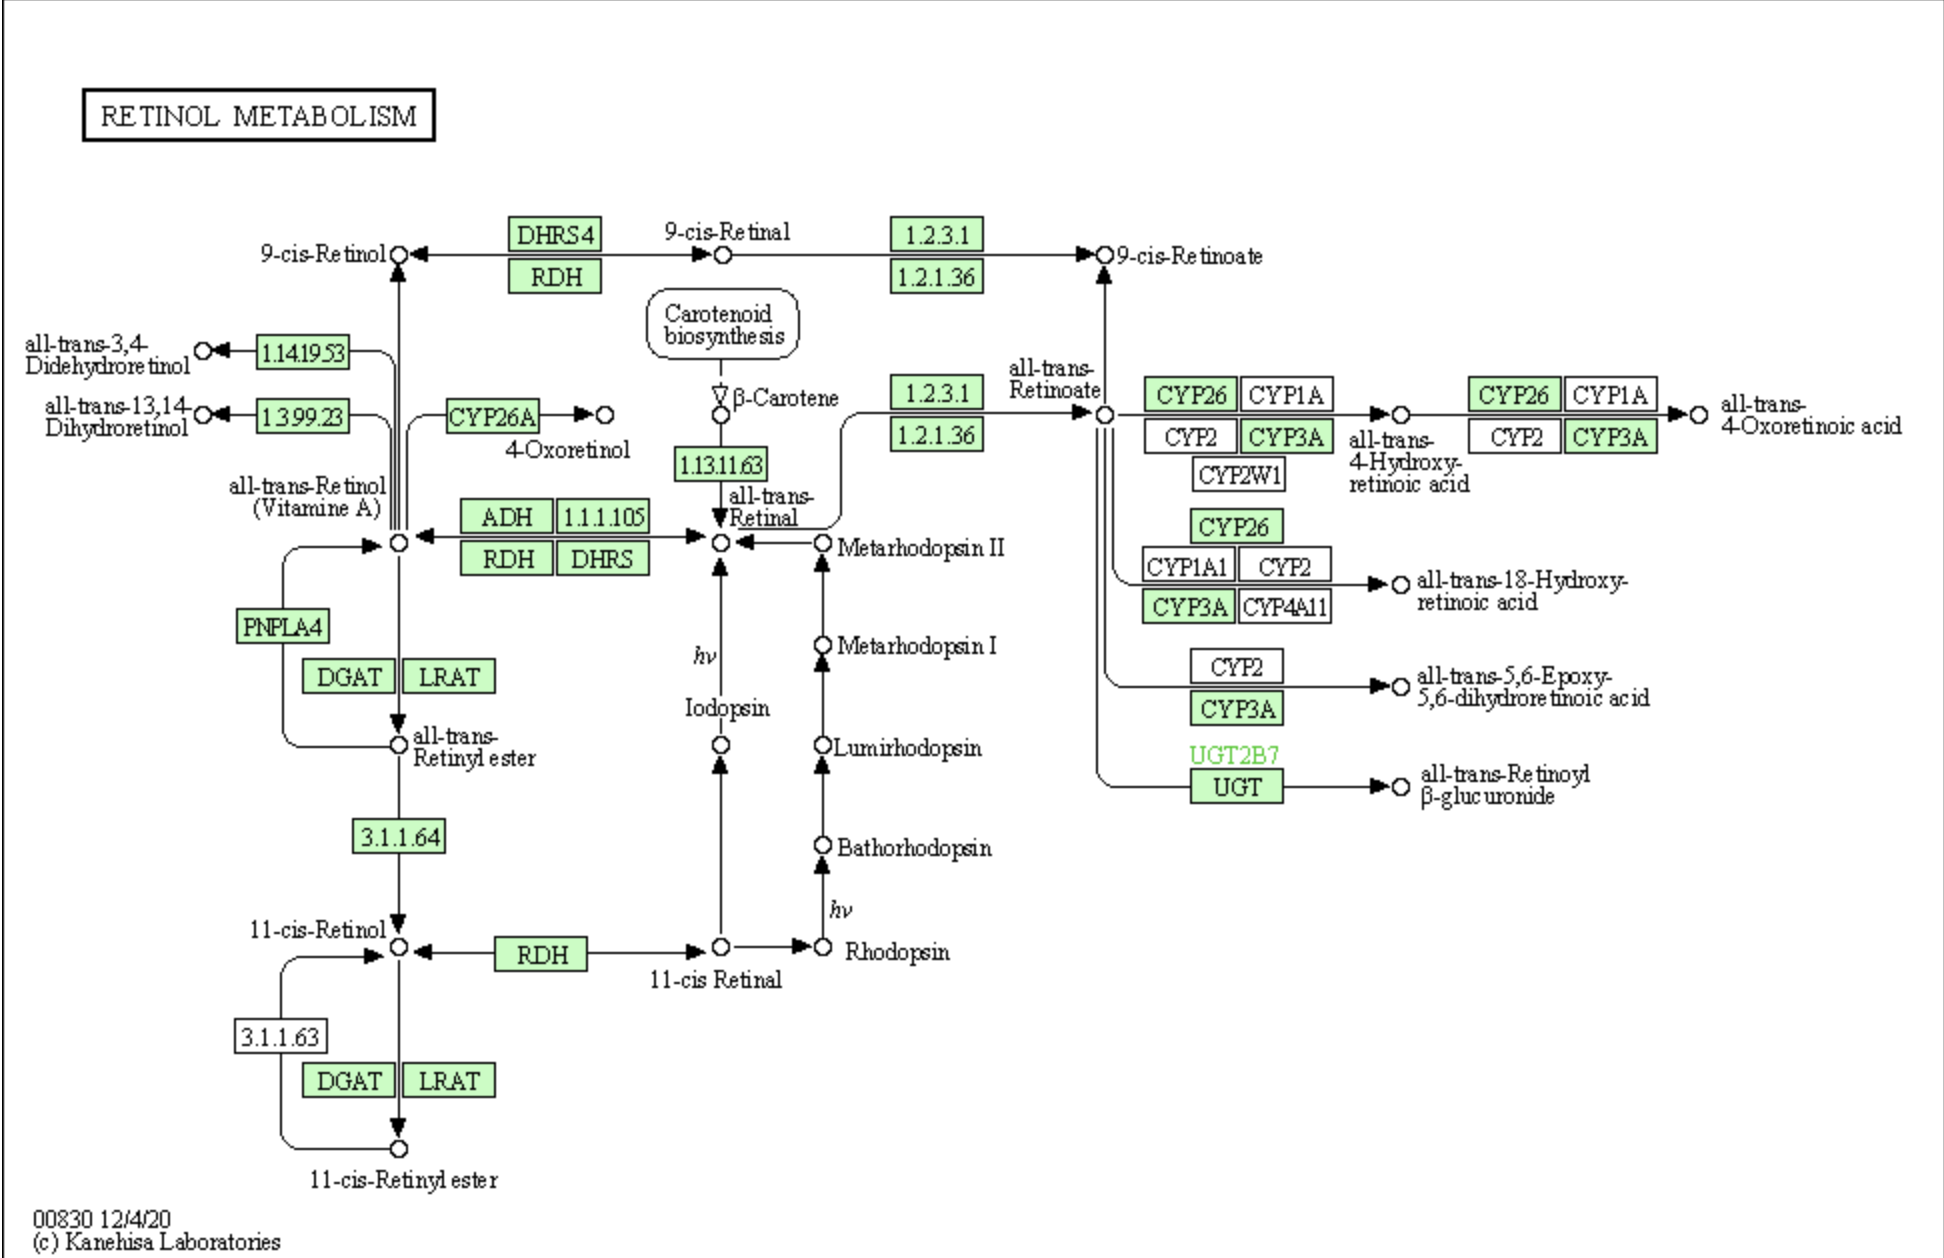 RETINOL METABOLISM
DHRS4
9-cis-Retinal
1.2.3.1
9-cis-Retinol
9-cis-Retinoate
RDH
1.2.1.36
Carotenoid
biosynthesis
all-trans-3,4-
Didehydroretinol
1.14.19.53
all-trans-
Retinoate
1.2.3.1
β-Carotene
all-trans-13,14-
Dihydroretinol
1.3.99.23
CYP26A
4-Oxoretinol
1.2.1.36
CYP26
CYP1A
CYP2
CYP3A
CYP2W1
all-trans-
4-Hydroxy-
retinoic acid
CYP26
CYP1A
CYP2
CYP3A
all-trans-
4-Oxoretinoic acid
1.13.11.63
all-trans-Retinol
(Vitamine A)
all-trans-
Retinal
ADH
1.1.1.105
RDH
DHRS
Metarhodopsin II
CYP26
CYP1A1
CYP2
CYP3A
CYP4A11
all-trans-18-Hydroxy-
retinoic acid
PNPLA4
hν
Metarhodopsin I
DGAT
LRAT
CYP2
CYP3A
all-trans-5,6-Epoxy-
5,6-dihydroretinoic acid
Iodopsin
all-trans-
Retinyl ester
Lumirhodopsin
UGT2B7
UGT
all-trans-Retinoyl
β-glucuronide
3.1.1.64
Bathorhodopsin
hν
11-cis-Retinol
RDH
11-cis Retinal
Rhodopsin
3.1.1.63
DGAT
LRAT
11-cis-Retinyl ester
00830 12/4/20
(c) Kanehisa Laboratories